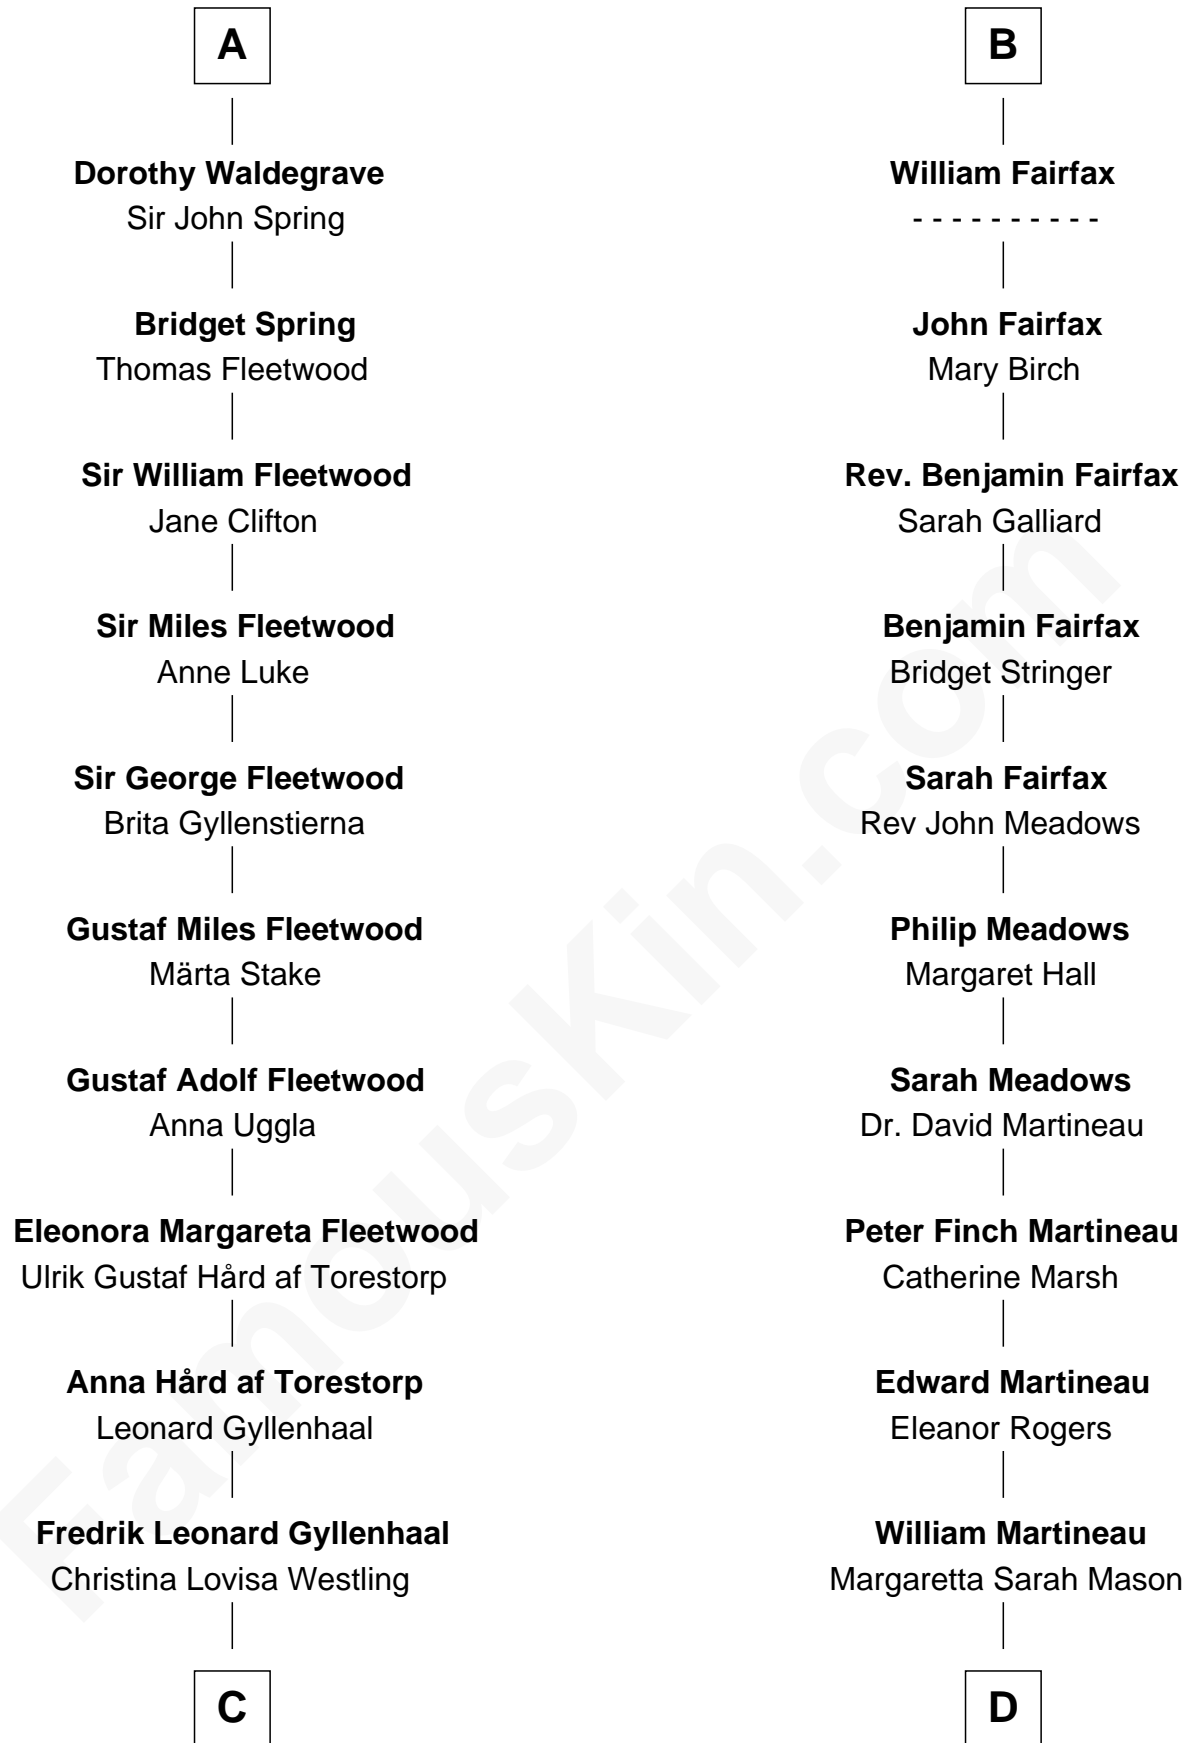 A
Dorothy Waldegrave
Sir John Spring
Bridget Spring
Thomas Fleetwood
Sir William Fleetwood
Jane Clifton
Sir Miles Fleetwood
Anne Luke
Sir George Fleetwood
Brita Gyllenstierna
Gustaf Miles Fleetwood
Märta Stake
Gustaf Adolf Fleetwood
Anna Uggla
Eleonora Margareta Fleetwood
Ulrik Gustaf Hård af Torestorp
Anna Hård af Torestorp
Leonard Gyllenhaal
Fredrik Leonard Gyllenhaal
Christina Lovisa Westling
C
B
William Fairfax
- - - - - - - - - -
John Fairfax
Mary Birch
Rev. Benjamin Fairfax
Sarah Galliard
Benjamin Fairfax
Bridget Stringer
Sarah Fairfax
Rev John Meadows
Philip Meadows
Margaret Hall
Sarah Meadows
Dr. David Martineau
Peter Finch Martineau
Catherine Marsh
Edward Martineau
Eleanor Rogers
William Martineau
Margaretta Sarah Mason
D
FamousKin.com